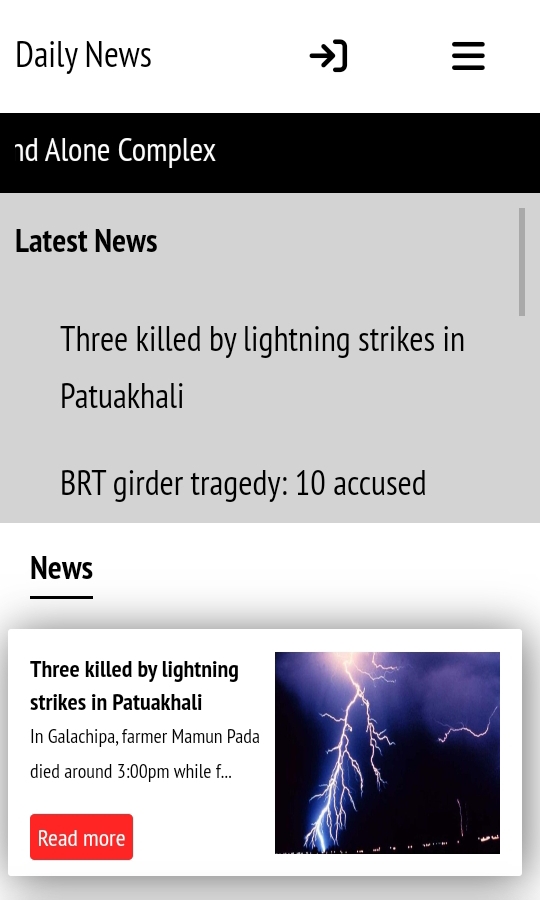 Daily News
nd Alone Complex
Latest News
Three killed by lightning strikes in
Patuakhali
BRT girder tragedy: 10 accused
News
Three killed by lightning
strikes in Patuakhali
In Galachipa, farmer Mamun Pada
died around 3:00pm while f...
Read more